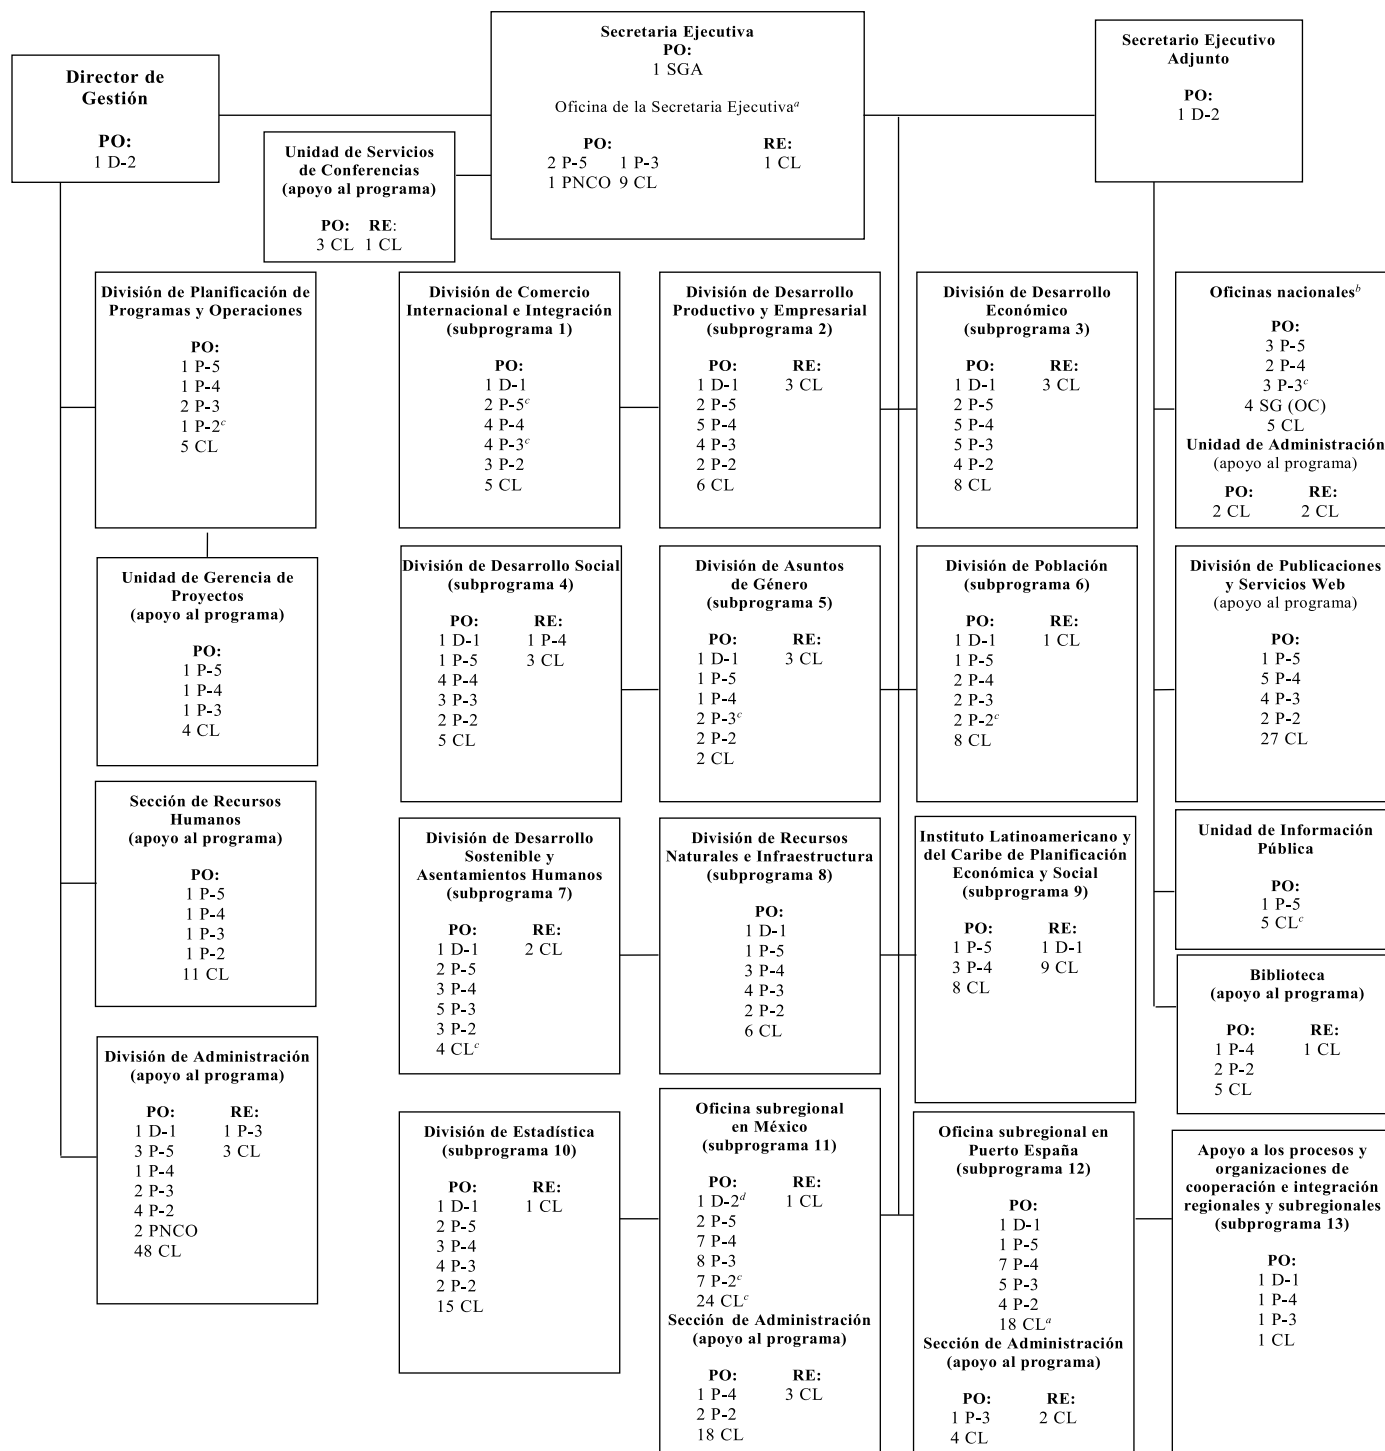 Secretaria Ejecutiva
PO:
1 SGA
Oficina de la Secretaria Ejecutivaᵃ
PO: RE:
2 P-5 1 P-3 1 CL
1 PNCO 9 CL
Secretario Ejecutivo
Adjunto
PO:
1 D-2
Director de
Gestión
PO:
1 D-2
Unidad de Servicios
de Conferencias
(apoyo al programa)
PO: RE:
3 CL 1 CL
División de Planificación de
Programas y Operaciones
PO:
1 P-5
1 P-4
2 P-3
1 P-2ᶜ
5 CL
División de Comercio
Internacional e Integración
(subprograma 1)
PO:
1 D-1
2 P-5ᶜ
4 P-4
4 P-3ᶜ
3 P-2
5 CL
División de Desarrollo
Productivo y Empresarial
(subprograma 2)
PO: RE:
1 D-1 3 CL
2 P-5
5 P-4
4 P-3
2 P-2
6 CL
División de Desarrollo
Económico
(subprograma 3)
PO: RE:
1 D-1 3 CL
2 P-5
5 P-4
5 P-3
4 P-2
8 CL
Oficinas nacionalesᵇ
PO:
3 P-5
2 P-4
3 P-3ᶜ
4 SG (OC)
5 CL
Unidad de Administración
(apoyo al programa)
PO: RE:
2 CL 2 CL
Unidad de Gerencia de
Proyectos
(apoyo al programa)
PO:
1 P-5
1 P-4
1 P-3
4 CL
División de Desarrollo Social
(subprograma 4)
PO: RE:
1 D-1 1 P-4
1 P-5 3 CL
4 P-4
3 P-3
2 P-2
5 CL
División de Asuntos
de Género
(subprograma 5)
PO: RE:
1 D-1 3 CL
1 P-5
1 P-4
2 P-3ᶜ
2 P-2
2 CL
División de Población
(subprograma 6)
PO: RE:
1 D-1 1 CL
1 P-5
2 P-4
2 P-3
2 P-2ᶜ
8 CL
División de Publicaciones
y Servicios Web
(apoyo al programa)
PO:
1 P-5
5 P-4
4 P-3
2 P-2
27 CL
Sección de Recursos
Humanos
(apoyo al programa)
PO:
1 P-5
1 P-4
1 P-3
1 P-2
11 CL
División de Desarrollo
Sostenible y
Asentamientos Humanos
(subprograma 7)
PO: RE:
1 D-1 2 CL
2 P-5
3 P-4
5 P-3
3 P-2
4 CLᶜ
División de Recursos
Naturales e Infraestructura
(subprograma 8)
PO:
1 D-1
1 P-5
3 P-4
4 P-3
2 P-2
6 CL
Instituto Latinoamericano y
del Caribe de Planificación
Económica y Social
(subprograma 9)
PO: RE:
1 P-5 1 D-1
3 P-4 9 CL
8 CL
Unidad de Información
Pública
PO:
1 P-5
5 CLᶜ
Biblioteca
(apoyo al programa)
PO: RE:
1 P-4 1 CL
2 P-2
5 CL
División de Administración
(apoyo al programa)
PO: RE:
1 D-1 1 P-3
3 P-5 3 CL
1 P-4
2 P-3
4 P-2
2 PNCO
48 CL
División de Estadística
(subprograma 10)
PO: RE:
1 D-1 1 CL
2 P-5
3 P-4
4 P-3
2 P-2
15 CL
Oficina subregional
en México
(subprograma 11)
PO: RE:
1 D-2ᵈ 1 CL
2 P-5
7 P-4
8 P-3
7 P-2ᶜ
24 CLᶜ
Sección de Administración
(apoyo al programa)
PO: RE:
1 P-4 3 CL
2 P-2
18 CL
Oficina subregional en
Puerto España
(subprograma 12)
PO:
1 D-1
1 P-5
7 P-4
5 P-3
4 P-2
18 CLᵃ
Sección de Administración
(apoyo al programa)
PO: RE:
1 P-3 2 CL
4 CL
Apoyo a los procesos y
organizaciones de
cooperación e integración
regionales y subregionales
(subprograma 13)
PO:
1 D-1
1 P-4
1 P-3
1 CL